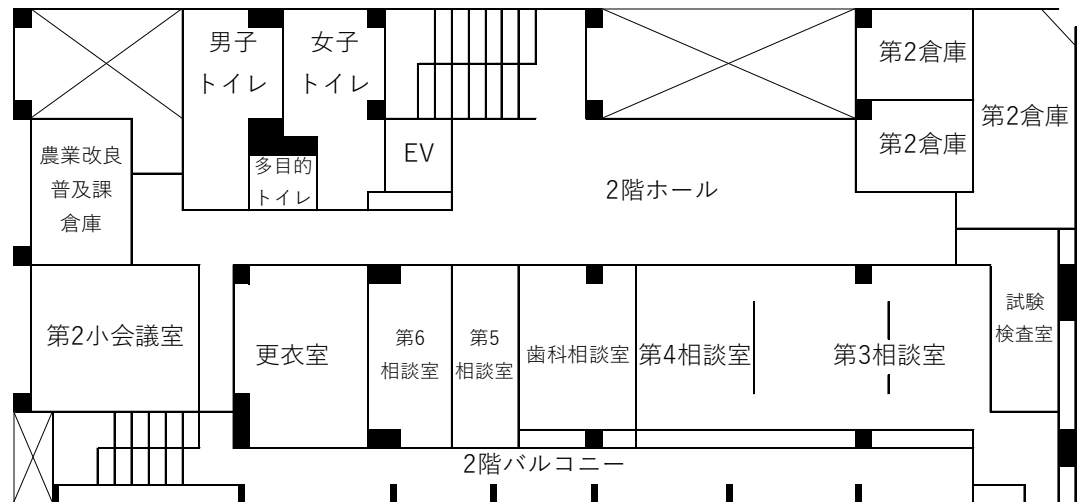 男子
トイレ
女子
トイレ
第2倉庫
第2倉庫
第2倉庫
農業改良
普及課
倉庫
多目的
トイレ
EV
2階ホール
第2小会議室
更衣室
第6
相談室
第5
相談室
歯科相談室
第4相談室
第3相談室
試験
検査室
2階バルコニー